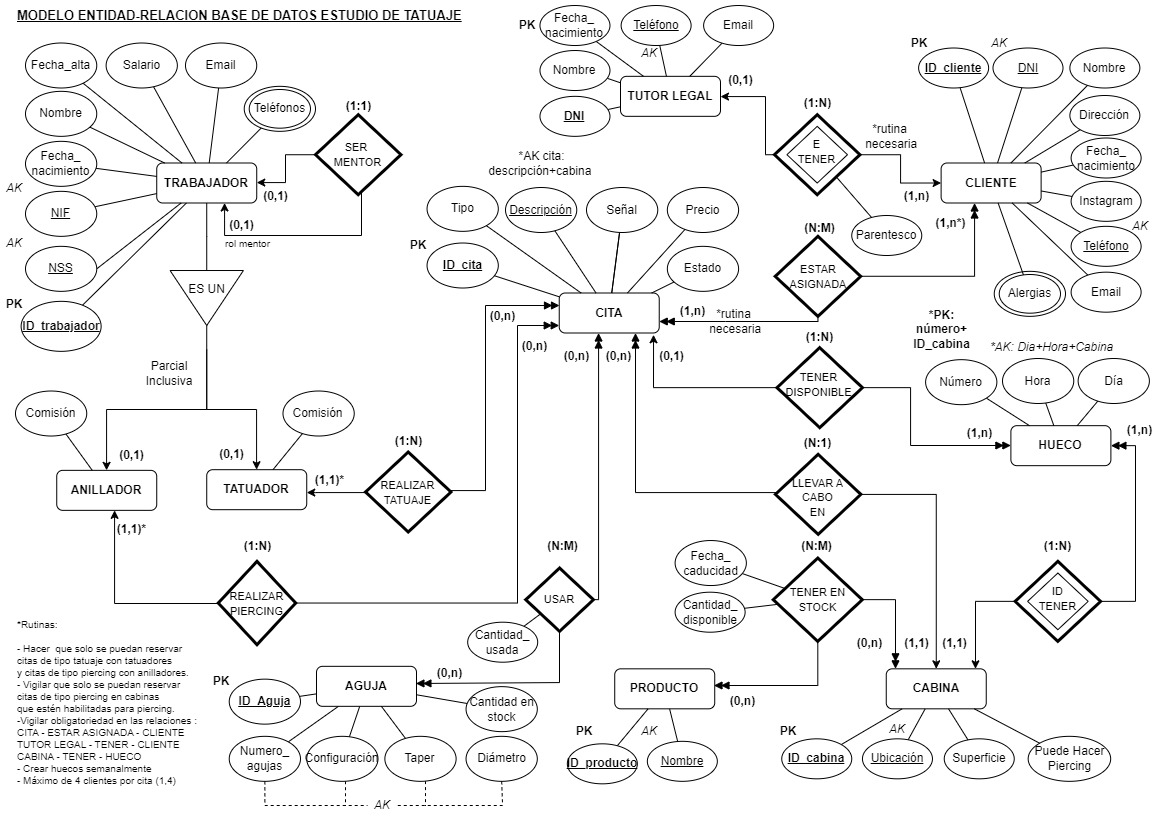 MODELO ENTIDAD-RELACION BASE DE DATOS ESTUDIO DE TATUAJE
Fecha_alta
Salario
Email
Teléfonos
Nombre
Fecha_
nacimiento
AK
NIF
AK
NSS
PK
ID_trabajador
TRABAJADOR
(1:1)
SER
MENTOR
(0,1)
(0,1)
rol mentor
ES UN
Parcial
Inclusiva
Comisión
Comisión
(0,1)
(0,1)
ANILLADOR
TATUADOR
(1,1)*
(1,1)*
(1:N)
REALIZAR
TATUAJE
(1:N)
REALIZAR
PIERCING
PK
Fecha_
nacimiento
Teléfono
AK
Email
Nombre
DNI
TUTOR LEGAL
(0,1)
(1:N)
E
TENER
*rutina
necesaria
(1,n)
Parentesco
PK
ID_cliente
AK
DNI
Nombre
Dirección
Fecha_
nacimiento
Instagram
AK
Teléfono
Email
Alergias
CLIENTE
(1,n*)
*AK cita:
descripción+cabina
Tipo
Descripción
Señal
Precio
Estado
PK
ID_cita
CITA
(0,n)
(0,n)
(0,n)
(0,n)
(0,1)
(1,n)
*rutina
necesaria
(N:M)
ESTAR
ASIGNADA
(1:N)
TENER
DISPONIBLE
*PK:
número+
ID_cabina
*AK: Dia+Hora+Cabina
Número
Hora
Día
HUECO
(1,n)
(1,n)
(N:1)
LLEVAR A
CABO
EN
(N:M)
TENER EN
STOCK
Fecha_
caducidad
Cantidad_
disponible
(1:N)
ID
TENER
(0,n)
(1,1)
(1,1)
(N:M)
USAR
Cantidad_
usada
(0,n)
AGUJA
PK
ID_Aguja
Cantidad en
stock
Numero_
agujas
Configuración
Taper
Diámetro
AK
PRODUCTO
(0,n)
PK
ID_producto
AK
Nombre
CABINA
PK
ID_cabina
AK
Ubicación
Superficie
Puede Hacer
Piercing
*Rutinas:
- Hacer que solo se puedan reservar
citas de tipo tatuaje con tatuadores
y citas de tipo piercing con anilladores.
- Vigilar que solo se puedan reservar
citas de tipo piercing en cabinas
que estén habilitadas para piercing.
-Vigilar obligatoriedad en las relaciones :
CITA - ESTAR ASIGNADA - CLIENTE
TUTOR LEGAL - TENER - CLIENTE
CABINA - TENER - HUECO
- Crear huecos semanalmente
- Máximo de 4 clientes por cita (1,4)